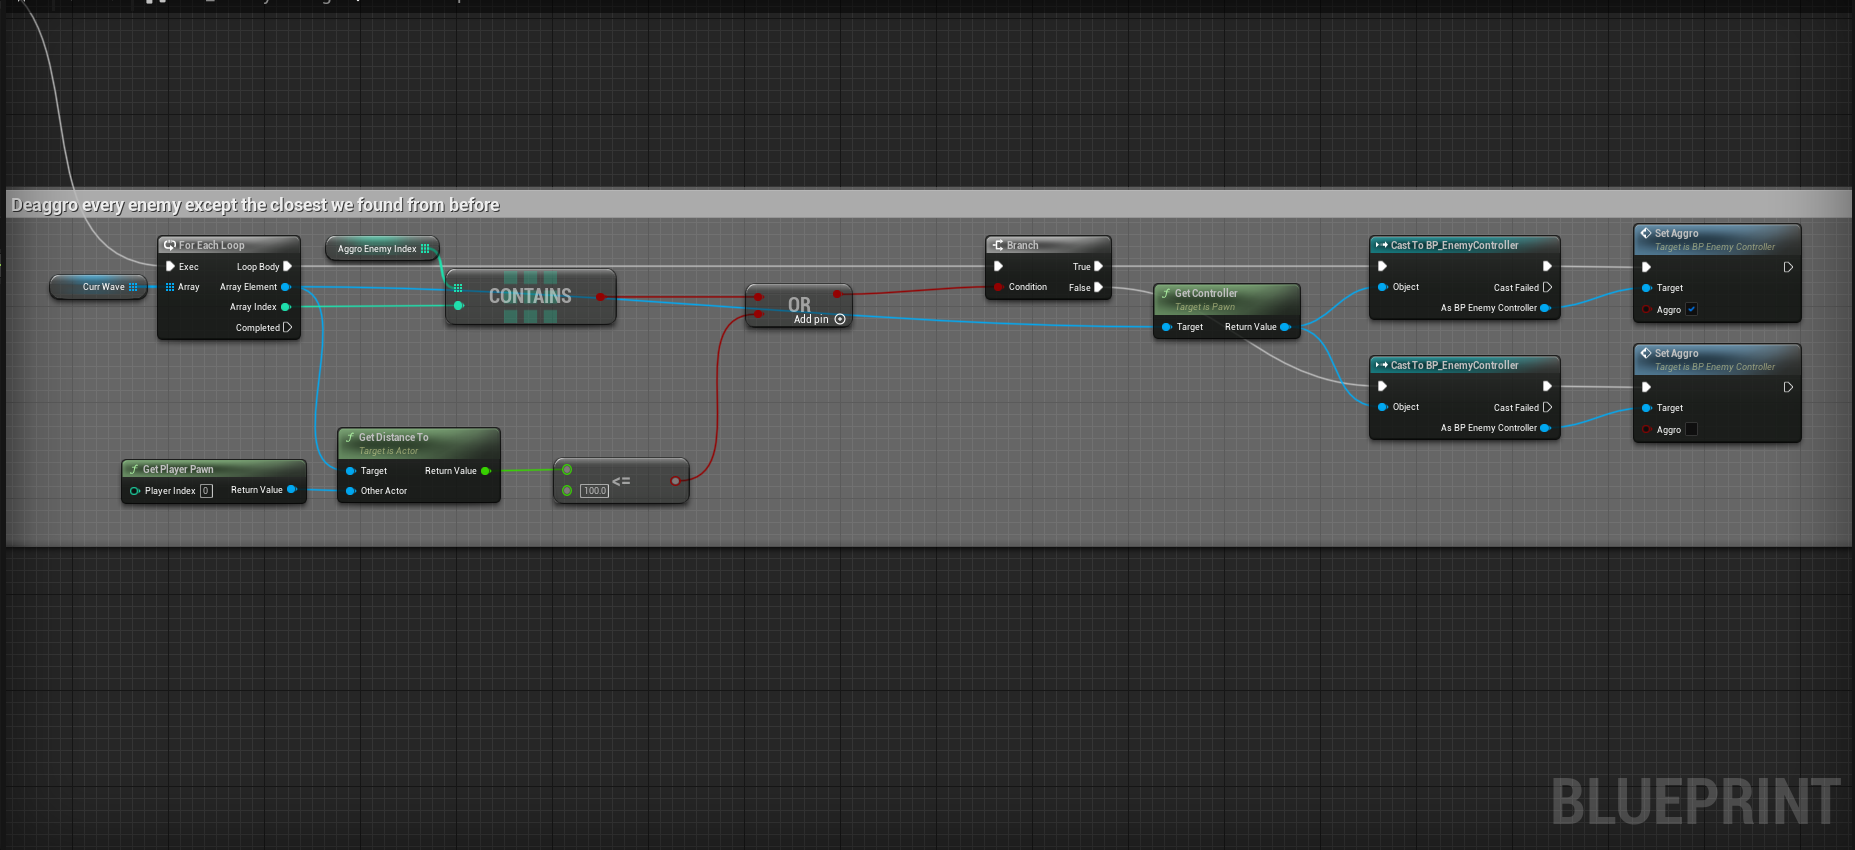 Deaggro every enemy except the closest we found from before
For Each Loop
Exec
Loop Body
Array
Array Element
Array Index
Completed
Curr Wave
Aggro Enemy Index
CONTAINS
OR
Add pin
Branch
True
Condition
False
Get Controller
Target is Pawn
Target
Return Value
Cast To BP_EnemyController
Object
Cast Failed
As BP Enemy Controller
Set Aggro
Target is BP Enemy Controller
Target
Aggro
Cast To BP_EnemyController
Object
Cast Failed
As BP Enemy Controller
Set Aggro
Target is BP Enemy Controller
Target
Aggro
Get Player Pawn
Player Index 0
Return Value
Get Distance To
Target is Actor
Target
Return Value
Other Actor
<=
100.0
BLUEPRINT